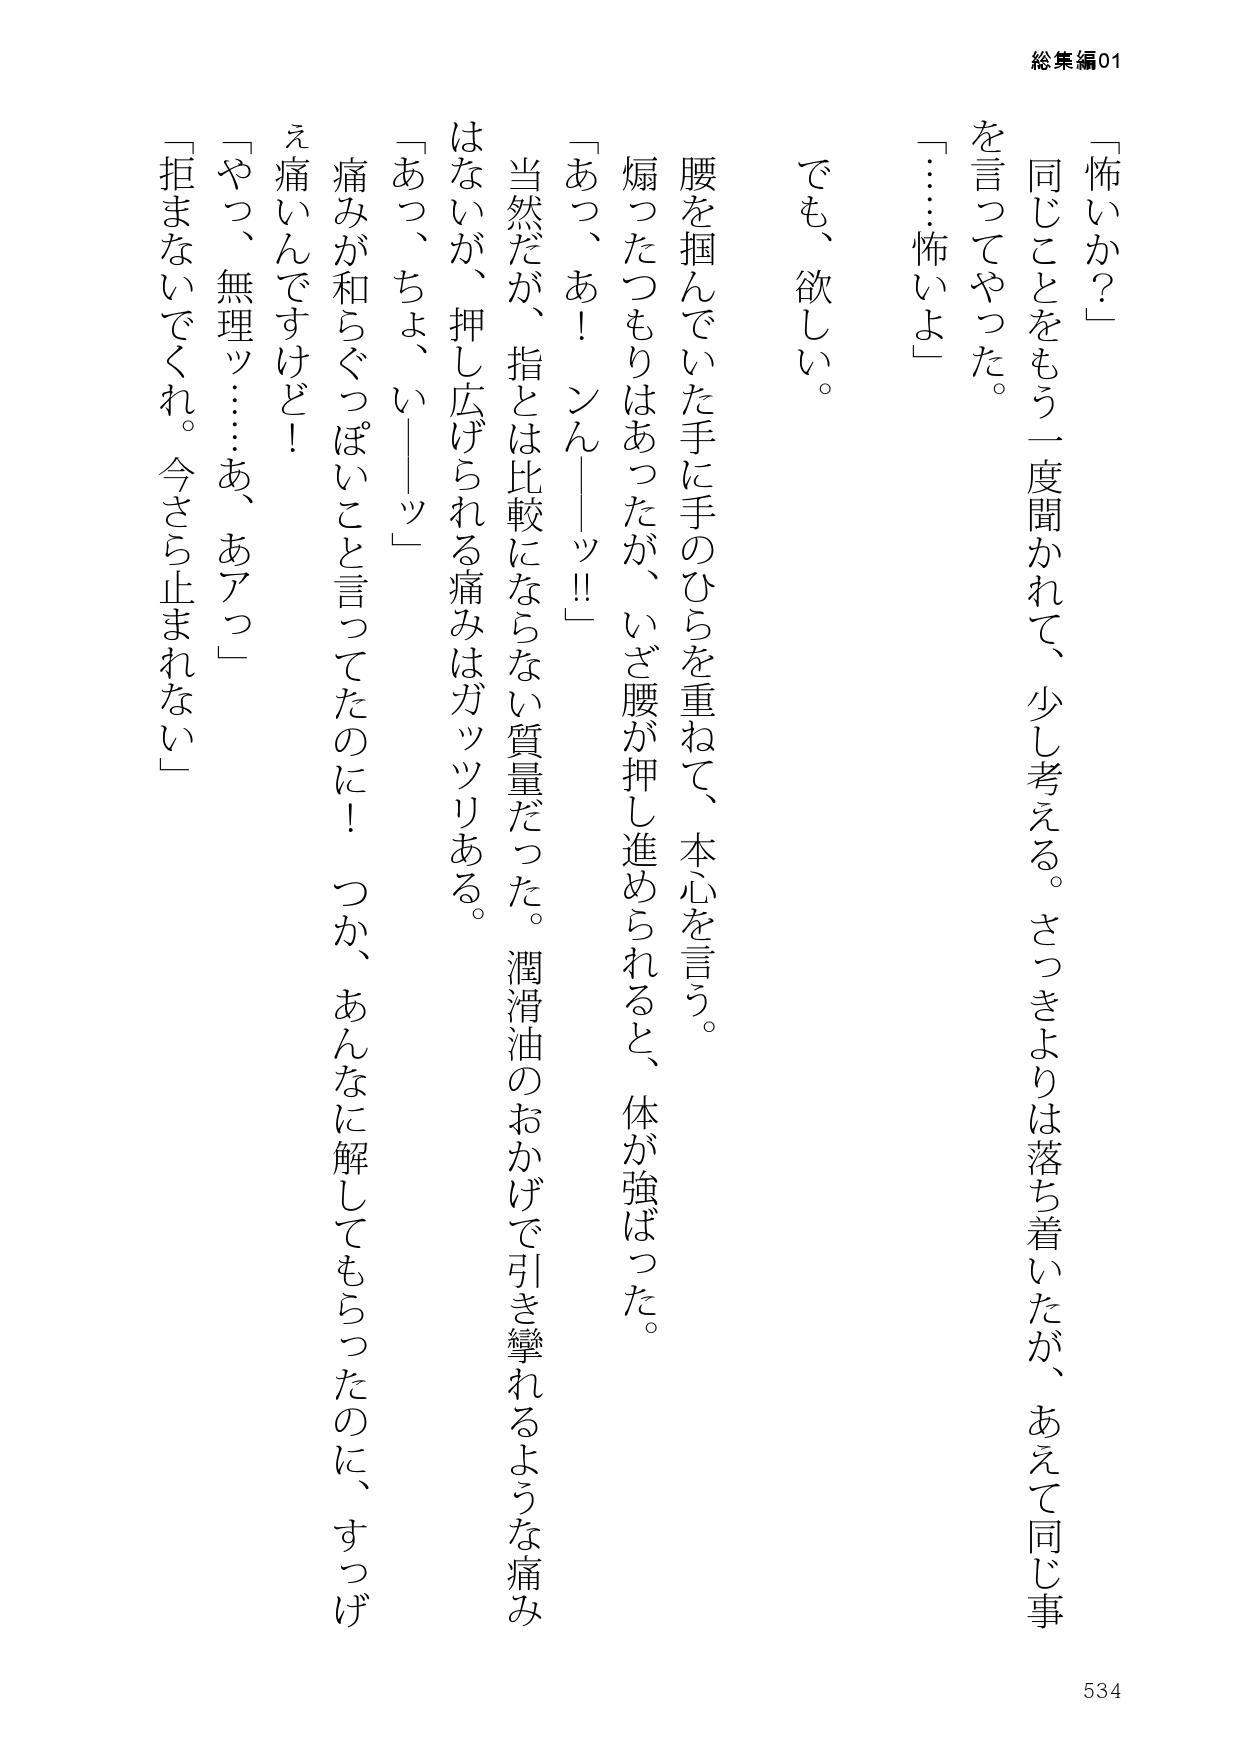 総集編01
「怖いか？」
同じことをもう一度聞かれて、少し考える。さっきよりは落ち着いたが、あえて同じ事
を言ってやった。
「……怖いよ」
でも、欲しい。
腰を掴んでいた手に手のひらを重ねて、本心を言う。
煽ったつもりはあったが、いざ腰が押し進められると、体が強ばった。
「あっ、あ！　ンん――ッ!!」
当然だが、指とは比較にならない質量だった。潤滑油のおかげで引き攣れるような痛み
はないが、押し広げられる痛みはガッツリある。
「あっ、ちょ、い――ッ」
痛みが和らぐっぽいこと言ってたのに！　つか、あんなに解してもらったのに、すっげ
え痛いんですけど！
「やっ、無理ッ……あ、あアっ」
「拒まないでくれ。今さら止まれない」
534